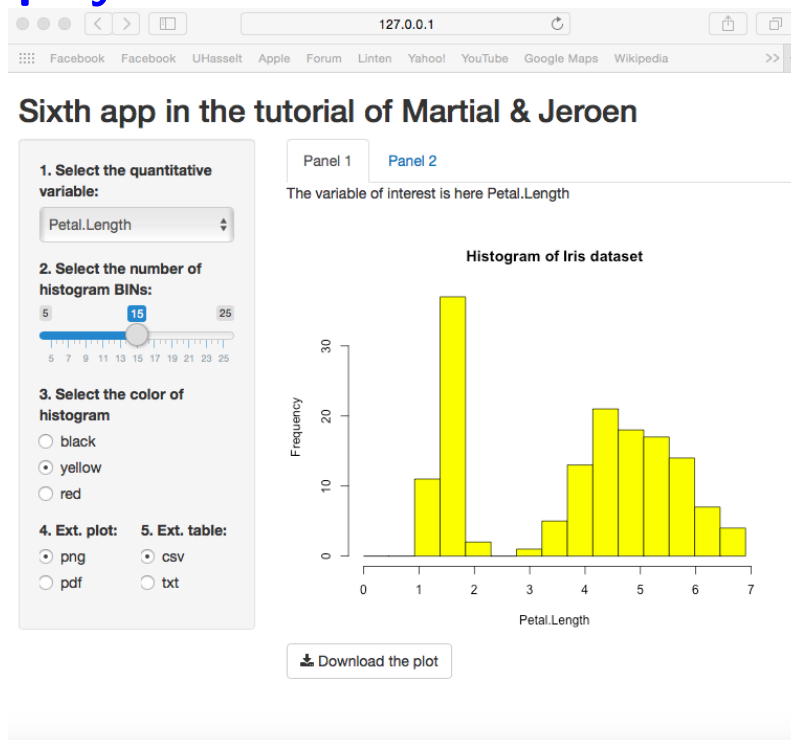 127.0.0.1
Facebook Facebook UHasselt Apple Forum Linten Yahoo! YouTube Google Maps Wikipedia >>
Sixth app in the tutorial of Martial & Jeroen
1. Select the quantitative
variable:
Petal.Length
2. Select the number of
histogram BINs:
5 15 25
5 7 9 11 13 15 17 19 21 23 25
3. Select the color of
histogram
black
yellow
red
4. Ext. plot: 5. Ext. table:
png csv
pdf txt
Panel 1 Panel 2
The variable of interest is here Petal.Length
Histogram of Iris dataset
Frequency
30
20
10
0
0 1 2 3 4 5 6 7
Petal.Length
Download the plot